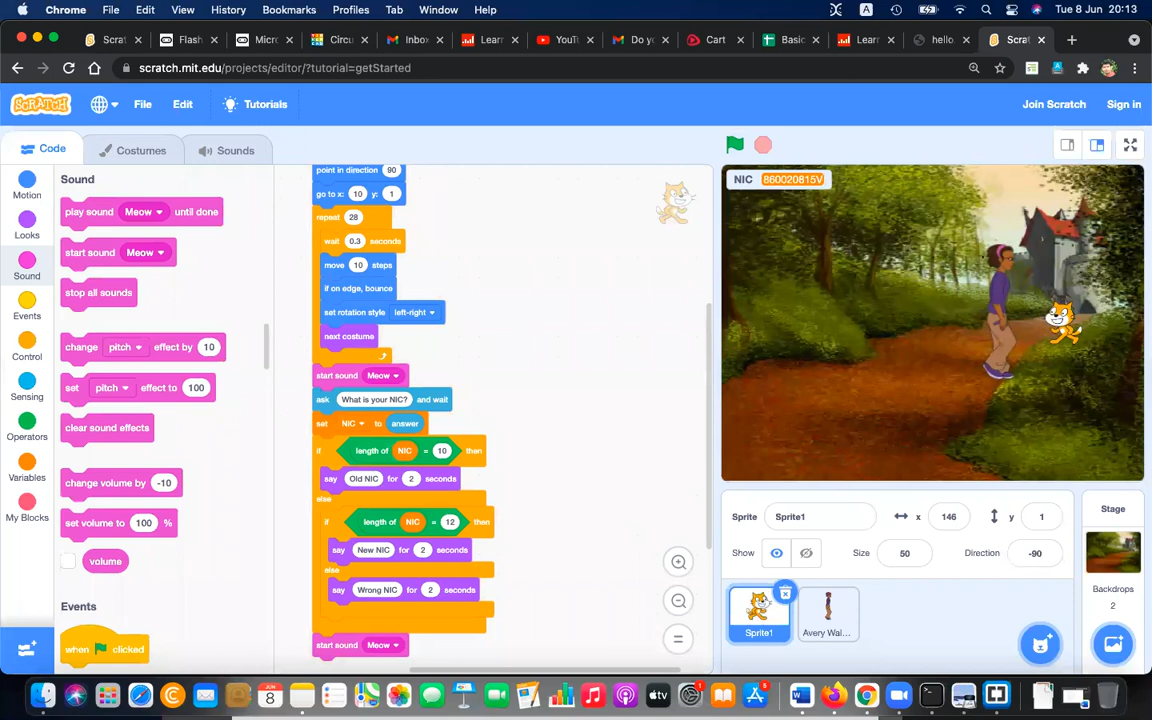 Chrome File Edit View History Bookmarks Profiles Tab Window Help A Tue 8 Jun 20:13
Scrat × Flash × Micro × Circu × Inbox × Learn × YouTu × Do yo × Cart × Basic × Learn × hello. × Scrat × +
scratch.mit.edu/projects/editor/?tutorial=getStarted
SCRATCH File Edit Tutorials Join Scratch Sign in
Code Costumes Sounds
Motion
Looks
Sound
Events
Control
Sensing
Operators
Variables
My Blocks
Sound
play sound Meow until done
start sound Meow
stop all sounds
change pitch effect by 10
set pitch effect to 100
clear sound effects
change volume by -10
set volume to 100 %
volume
Events
when clicked
point in direction 90
go to x: 10 y: 1
repeat 28
wait 0.3 seconds
move 10 steps
if on edge, bounce
set rotation style left-right
next costume
start sound Meow
ask What is your NIC? and wait
set NIC to answer
if length of NIC = 10 then
say Old NIC for 2 seconds
else
if length of NIC = 12 then
say New NIC for 2 seconds
else
say Wrong NIC for 2 seconds
start sound Meow
NIC 860020815V
Sprite Sprite1 x 146 y 1
Show Size 50 Direction -90
Sprite1
Avery Wal...
Stage
Backdrops
2
JUN
8
tv
1
5
W